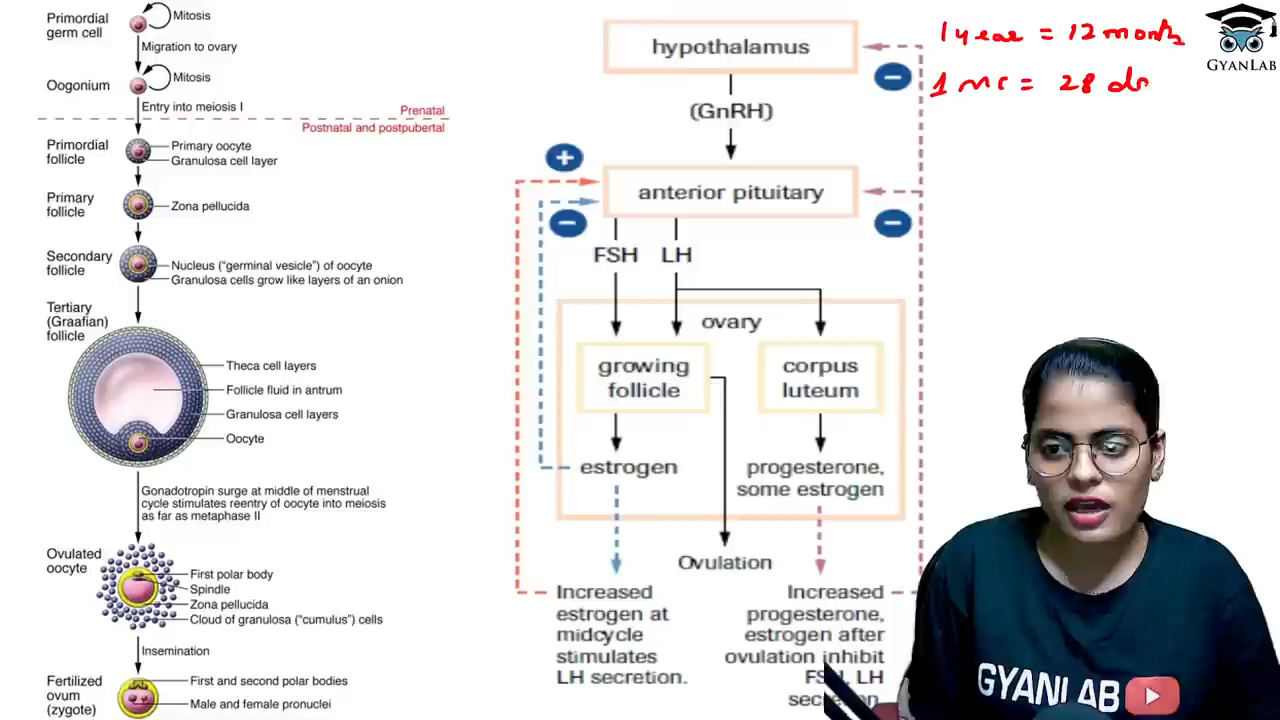 Primordial
germ cell
Mitosis
Migration to ovary
Oogonium
Mitosis
Entry into meiosis I
Prenatal
Postnatal and postpubertal
Primordial
follicle
Primary oocyte
Granulosa cell layer
Primary
follicle
Zona pellucida
Secondary
follicle
Nucleus ("germinal vesicle") of oocyte
Granulosa cells grow like layers of an onion
Tertiary
(Graafian)
follicle
Theca cell layers
Follicle fluid in antrum
Granulosa cell layers
Oocyte
Gonadotropin surge at middle of menstrual
cycle stimulates reentry of oocyte into meiosis
as far as metaphase II
Ovulated
oocyte
First polar body
Spindle
Zona pellucida
Cloud of granulosa ("cumulus") cells
Insemination
Fertilized
ovum
(zygote)
First and second polar bodies
Male and female pronuclei
hypothalamus
(GnRH)
anterior pituitary
FSH LH
ovary
growing
follicle
corpus
luteum
estrogen
progesterone,
some estrogen
Ovulation
Increased
estrogen at
midcycle
stimulates
LH secretion.
Increased
progesterone,
estrogen after
ovulation inhibit
LH
1 year = 12 month
1 mc = 28 da
GYANLAB
GYANLAB